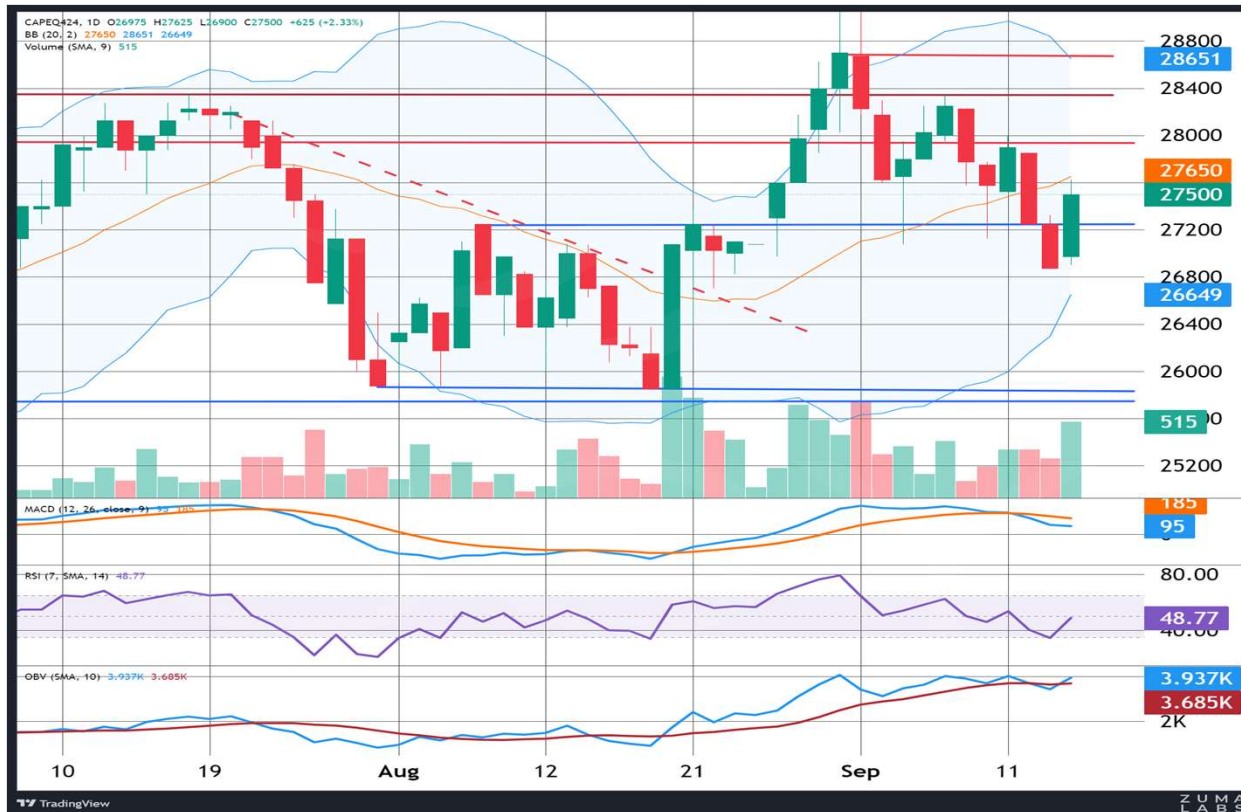 CAPEQ424, 1D O26975 H27625 L26900 C27500 +625 (+2.33%)
BB (20, 2) 27650 28651 26649
Volume (SMA, 9) 515
28800
28651
28400
28000
27650
27500
27200
26800
26649
26400
26000
515
25200
MACD (12, 26, close, 9) 95 185
185
95
RSI (7, SMA, 14) 48.77
80.00
48.77
40.00
OBV (SMA, 10) 3.937K 3.685K
3.937K
3.685K
2K
10 19 Aug 12 21 Sep 11
TradingView
ZUMA
LABS